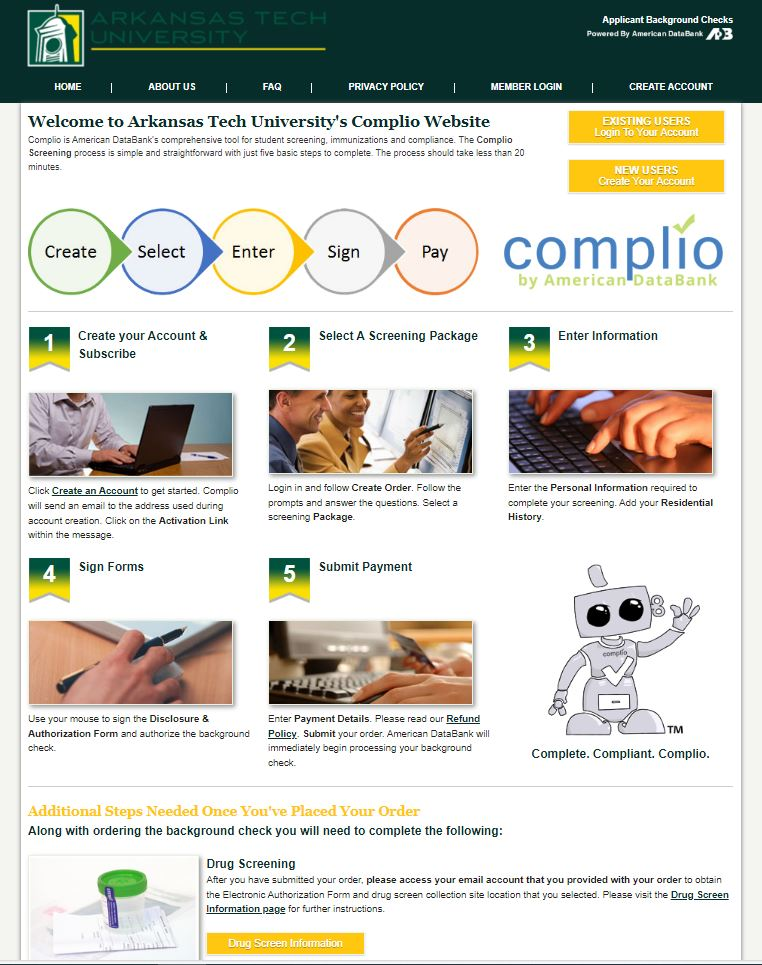 ARKANSAS TECH
UNIVERSITY
Applicant Background Checks
Powered By American DataBank ADB
HOME | ABOUT US | FAQ | PRIVACY POLICY | MEMBER LOGIN | CREATE ACCOUNT
Welcome to Arkansas Tech University's Complio Website
Complio is American DataBank's comprehensive tool for student screening, immunizations and compliance. The Complio
Screening process is simple and straightforward with just five basic steps to complete. The process should take less than 20
minutes.
EXISTING USERS
Login To Your Account
NEW USERS
Create Your Account
Create Select Enter Sign Pay
complio
by American DataBank
1 Create your Account &
Subscribe
Click Create an Account to get started. Complio
will send an email to the address used during
account creation. Click on the Activation Link
within the message.
2 Select A Screening Package
Login in and follow Create Order. Follow the
prompts and answer the questions. Select a
screening Package.
3 Enter Information
Enter the Personal Information required to
complete your screening. Add your Residential
History.
4 Sign Forms
Use your mouse to sign the Disclosure &
Authorization Form and authorize the background
check.
5 Submit Payment
Enter Payment Details. Please read our Refund
Policy. Submit your order. American DataBank will
immediately begin processing your background
check.
complio
TM
Complete. Compliant. Complio.
Additional Steps Needed Once You've Placed Your Order
Along with ordering the background check you will need to complete the following:
Drug Screening
After you have submitted your order, please access your email account that you provided with your order to obtain
the Electronic Authorization Form and drug screen collection site location that you selected. Please visit the Drug Screen
Information page for further instructions.
Drug Screen Information